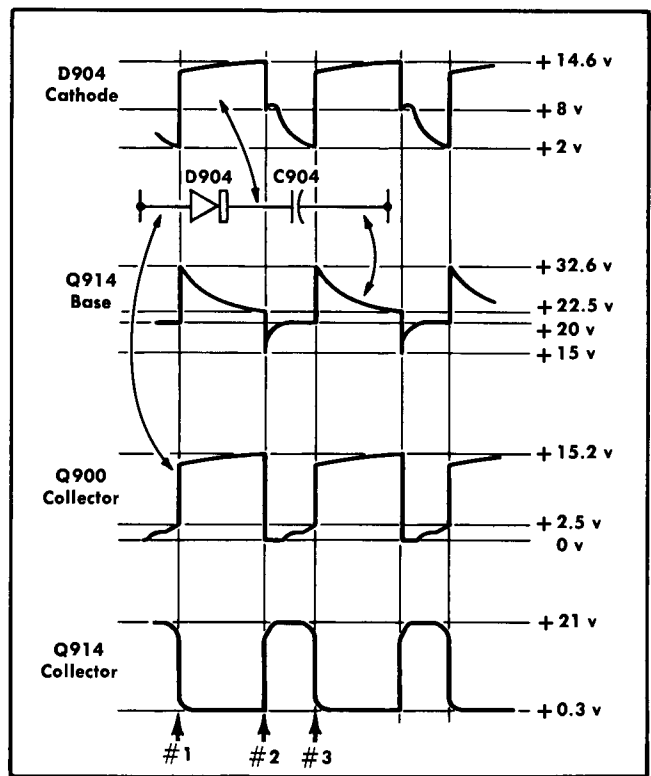 D904
Cathode
+ 14.6 v
+ 8 v
+ 2 v
D904 C904
Q914
Base
+ 32.6 v
+ 22.5 v
+ 20 v
+ 15 v
Q900
Collector
+ 15.2 v
+ 2.5 v
0 v
Q914
Collector
+ 21 v
+ 0.3 v
#1 #2 #3